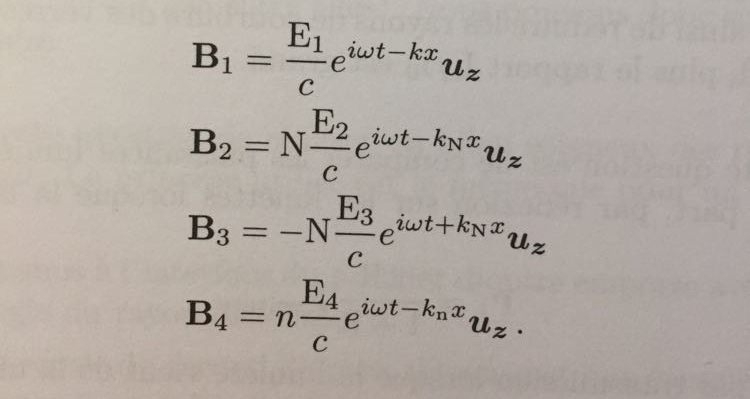 B₁ = E₁/c e^{iωt−kx} u_z
B₂ = N E₂/c e^{iωt−k_N x} u_z
B₃ = −N E₃/c e^{iωt+k_N x} u_z
B₄ = n E₄/c e^{iωt−k_n x} u_z .